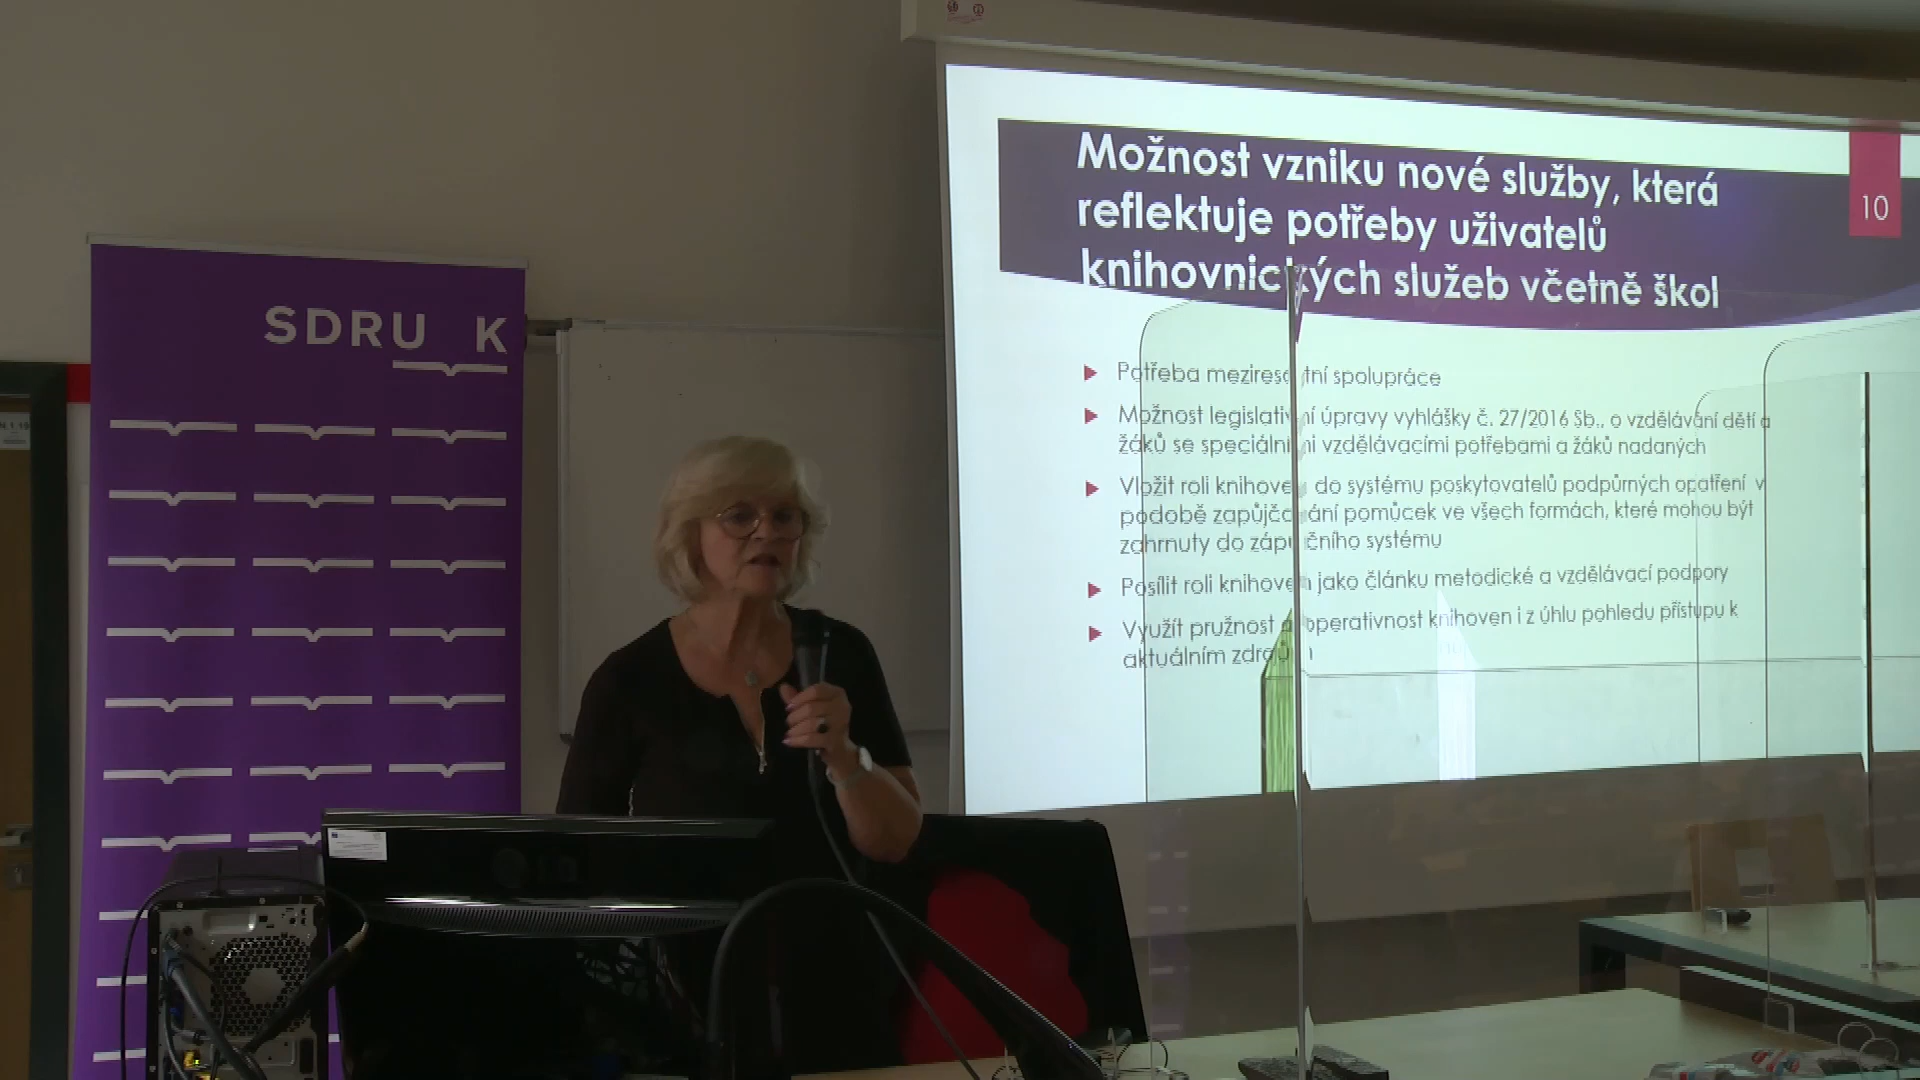 SDRU K
Možnost vzniku nové služby, která
reflektuje potřeby uživatelů
knihovnických služeb včetně škol
10
Potřeba meziresortní spolupráce
Možnost legislativní úpravy vyhlášky č. 27/2016 Sb., o vzdělávání dětí a
žáků se speciálními vzdělávacími potřebami a žáků nadaných
Vložit roli knihoven do systému poskytovatelů podpůrných opatření v
podobě zapůjčování pomůcek ve všech formách, které mohou být
zahrnuty do zápůjčního systému
Posílit roli knihoven jako článku metodické a vzdělávací podpory
Využít pružnost a operativnost knihoven i z úhlu pohledu přístupu k
aktuálním zdrojům